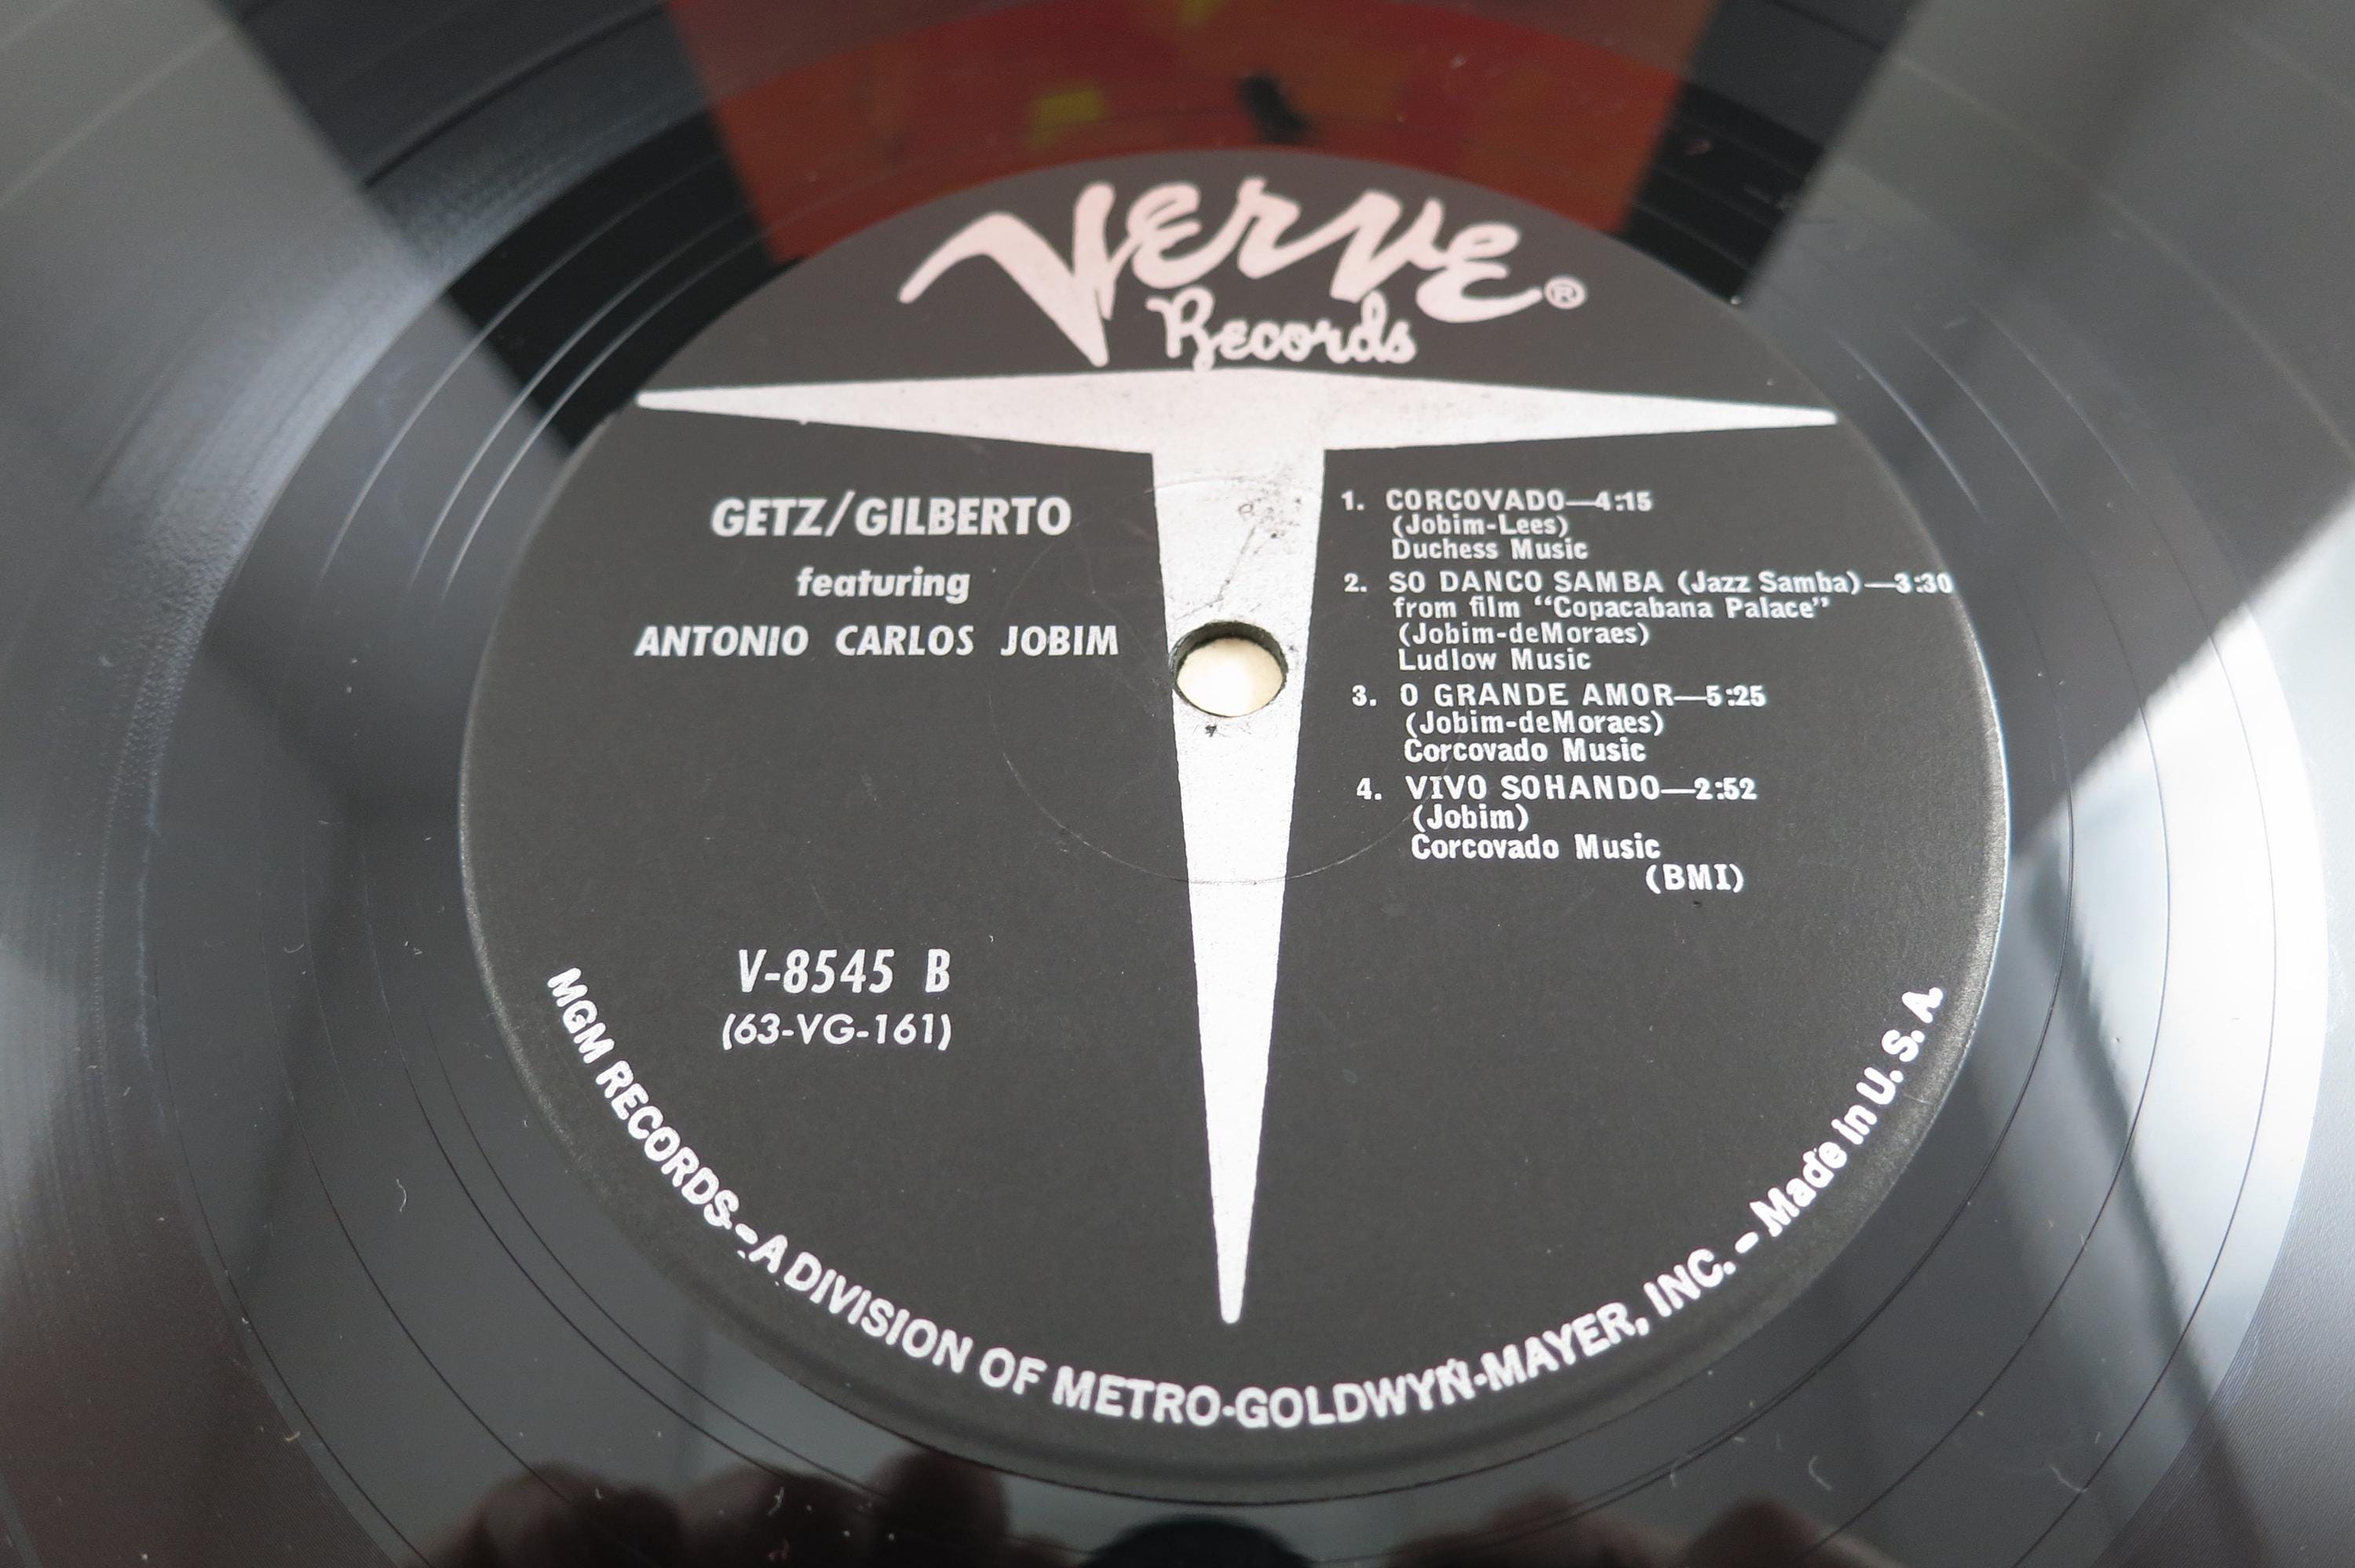 Verve®
Records
GETZ/GILBERTO
featuring
ANTONIO CARLOS JOBIM
1. CORCOVADO—4:15
(Jobim-Lees)
Duchess Music
2. SO DANCO SAMBA (Jazz Samba)—3:30
from film “Copacabana Palace”
(Jobim-deMoraes)
Ludlow Music
3. O GRANDE AMOR—5:25
(Jobim-deMoraes)
Corcovado Music
4. VIVO SOHANDO—2:52
(Jobim)
Corcovado Music
(BMI)
V-8545 B
(63-VG-161)
MGM RECORDS - A DIVISION OF METRO-GOLDWYN-MAYER, INC. - Made in U. S. A.